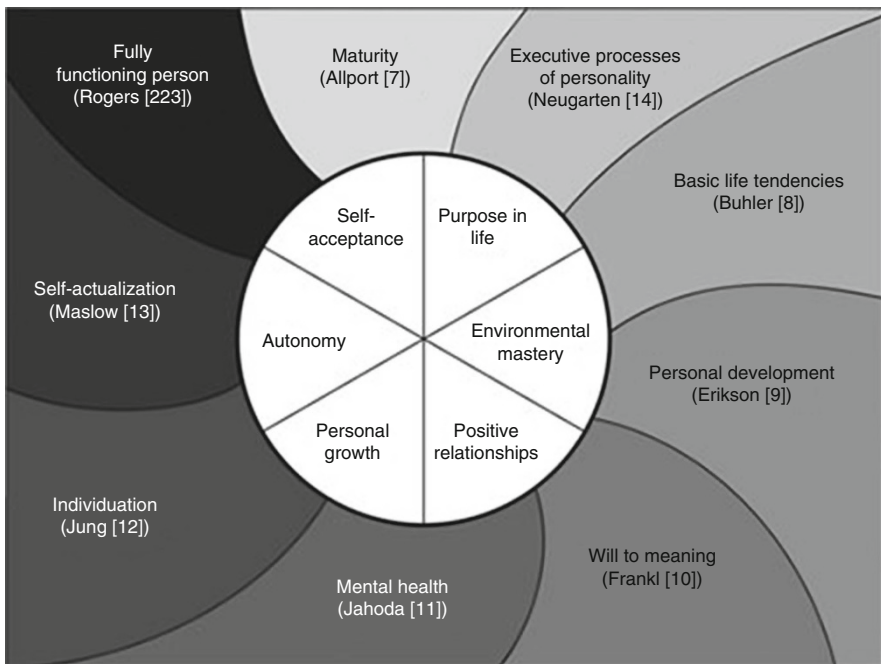 Fully
functioning person
(Rogers [223])
Maturity
(Allport [7])
Executive processes
of personality
(Neugarten [14])
Basic life tendencies
(Buhler [8])
Personal development
(Erikson [9])
Will to meaning
(Frankl [10])
Mental health
(Jahoda [11])
Individuation
(Jung [12])
Self-actualization
(Maslow [13])
Self-
acceptance
Purpose in
life
Environmental
mastery
Positive
relationships
Personal
growth
Autonomy